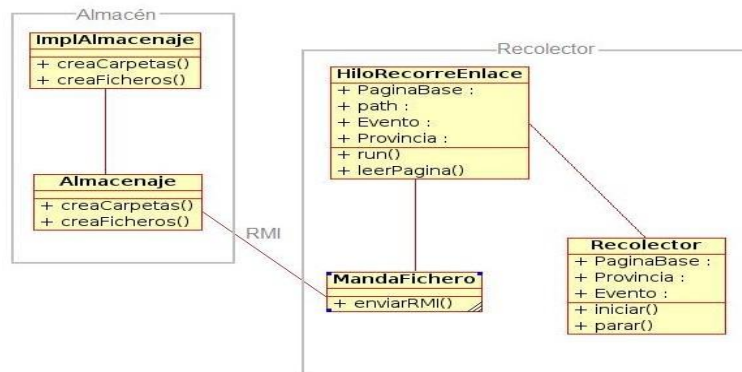 Almacén
ImplAlmacenaje
+ creaCarpetas()
+ creaFicheros()
Almacenaje
+ creaCarpetas()
+ creaFicheros()
RMI
Recolector
HiloRecorreEnlace
+ PaginaBase :
+ path :
+ Evento :
+ Provincia :
+ run()
+ leerPagina()
MandaFichero
+ enviarRMI()
Recolector
+ PaginaBase :
+ Provincia :
+ Evento :
+ iniciar()
+ parar()